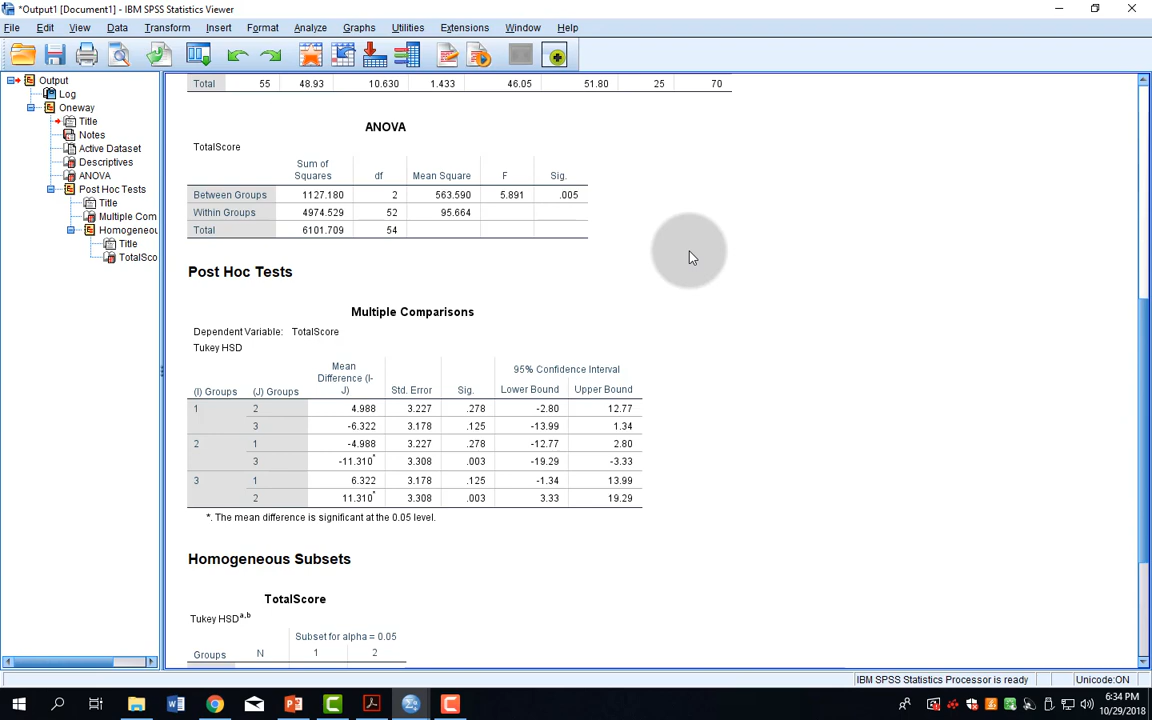 *Output1 [Document1] - IBM SPSS Statistics Viewer
File Edit View Data Transform Insert Format Analyze Graphs Utilities Extensions Window Help
Output
Log
Oneway
Title
Notes
Active Dataset
Descriptives
ANOVA
Post Hoc Tests
Title
Multiple Com
Homogeneou
Title
TotalSco
Total 55 48.93 10.630 1.433 46.05 51.80 25 70
ANOVA
TotalScore
Sum of Squares df Mean Square F Sig.
Between Groups 1127.180 2 563.590 5.891 .005
Within Groups 4974.529 52 95.664
Total 6101.709 54
Post Hoc Tests
Multiple Comparisons
Dependent Variable: TotalScore
Tukey HSD
Mean
Difference (I-
J)
95% Confidence Interval
(I) Groups (J) Groups Std. Error Sig. Lower Bound Upper Bound
1 2 4.988 3.227 .278 -2.80 12.77
3 -6.322 3.178 .125 -13.99 1.34
2 1 -4.988 3.227 .278 -12.77 2.80
3 -11.310* 3.308 .003 -19.29 -3.33
3 1 6.322 3.178 .125 -1.34 13.99
2 11.310* 3.308 .003 3.33 19.29
*. The mean difference is significant at the 0.05 level.
Homogeneous Subsets
TotalScore
Tukey HSDa,b
Subset for alpha = 0.05
Groups N 1 2
IBM SPSS Statistics Processor is ready Unicode:ON
6:34 PM
10/29/2018